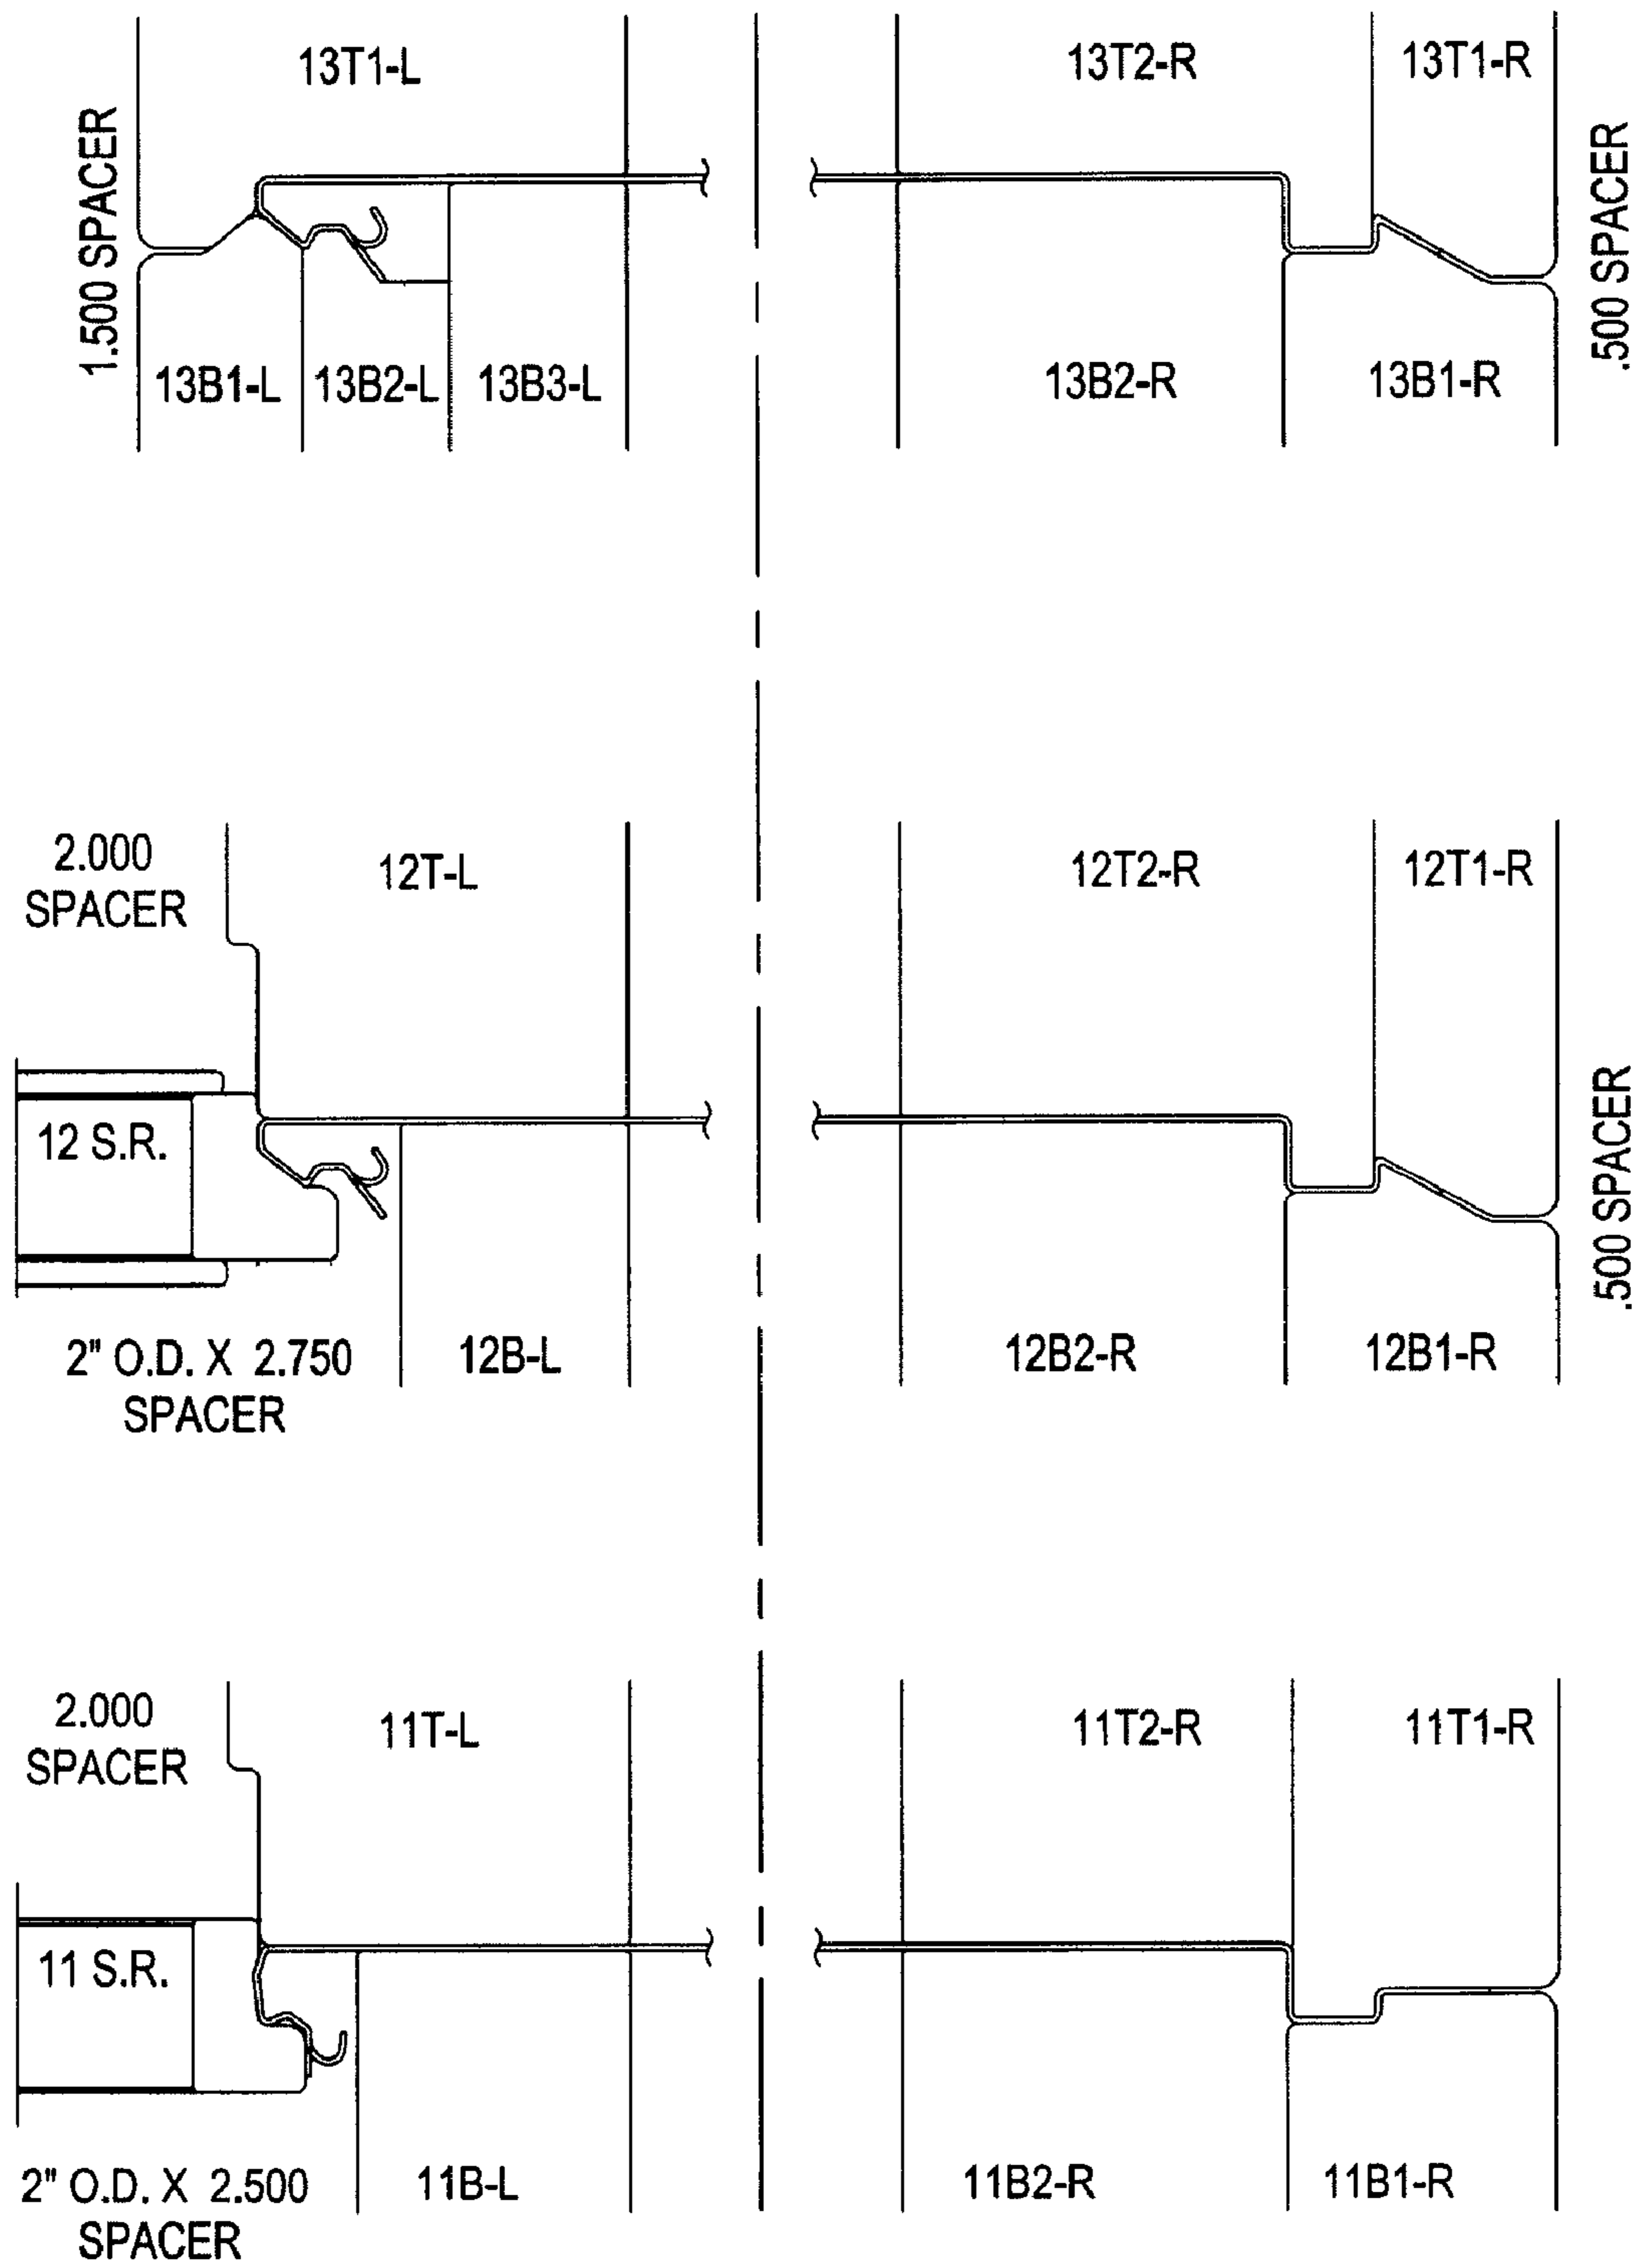 13T1-L
13T2-R
13T1-R
1.500 SPACER
.500 SPACER
13B1-L
13B2-L
13B3-L
13B2-R
13B1-R
2.000
SPACER
12T-L
12T2-R
12T1-R
12 S.R.
.500 SPACER
2" O.D. X 2.750
SPACER
12B-L
12B2-R
12B1-R
2.000
SPACER
11T-L
11T2-R
11T1-R
11 S.R.
2" O.D. X 2.500
SPACER
11B-L
11B2-R
11B1-R